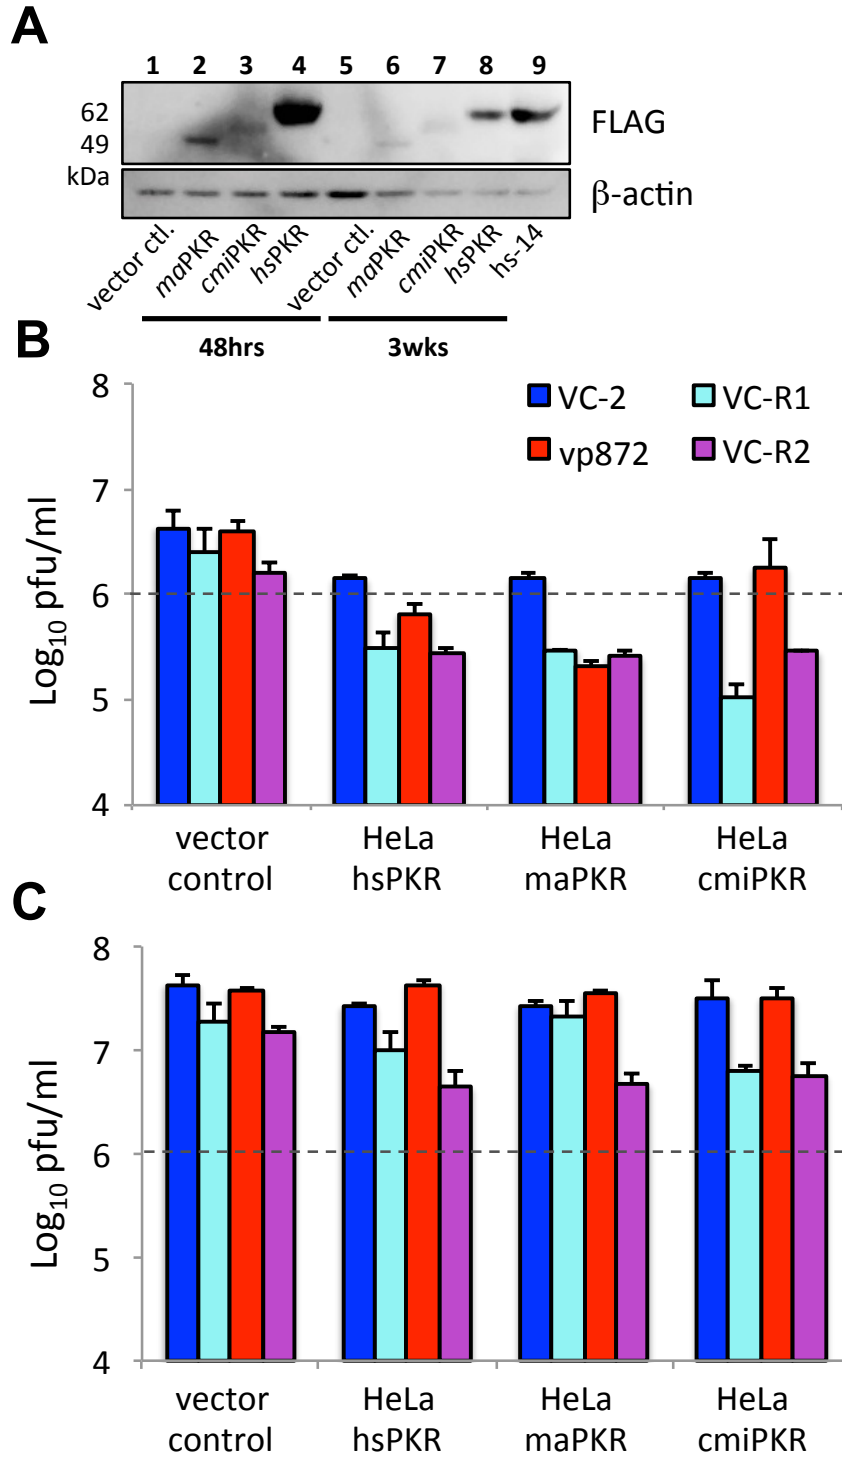 A
1 2 3 4 5 6 7 8 9
62
49
kDa
FLAG
β-actin
vector ctl. maPKR cmiPKR hsPKR vector ctl. maPKR cmiPKR hsPKR hs-14
48hrs 3wks
B
8
7
6
5
4
Log10 pfu/ml
VC-2 VC-R1
vp872 VC-R2
vector HeLa HeLa HeLa
control hsPKR maPKR cmiPKR
C
8
7
6
5
4
Log10 pfu/ml
vector HeLa HeLa HeLa
control hsPKR maPKR cmiPKR